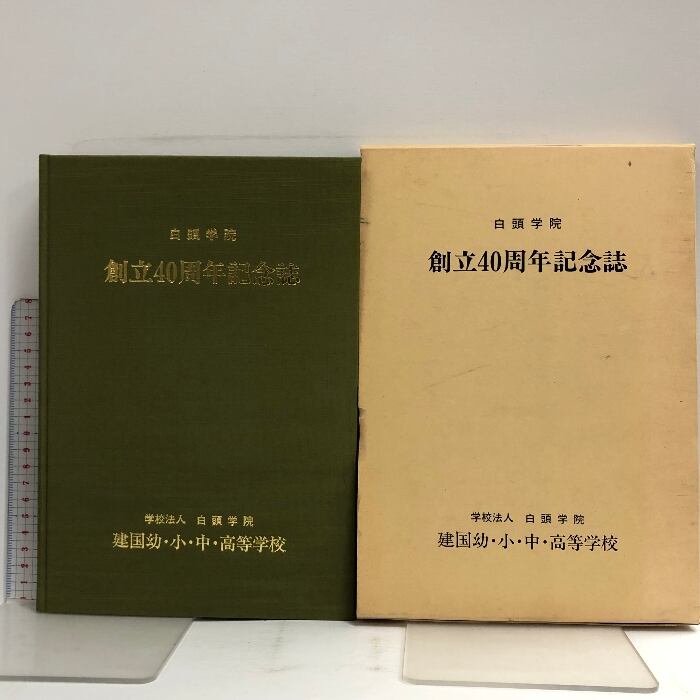 白頭学院
創立40周年記念誌
学校法人 白頭学院
建国幼・小・中・高等学校
白頭学院
創立40周年記念誌
学校法人 白頭学院
建国幼・小・中・高等学校